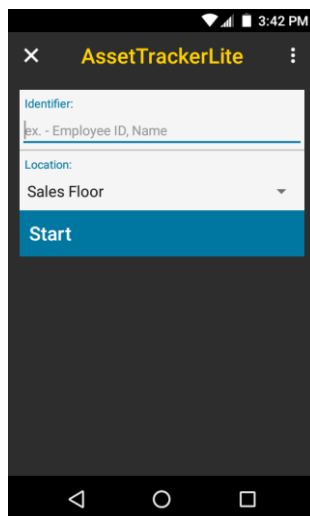 3:42 PM
AssetTrackerLite
Identifier:
ex. - Employee ID, Name
Location:
Sales Floor
Start